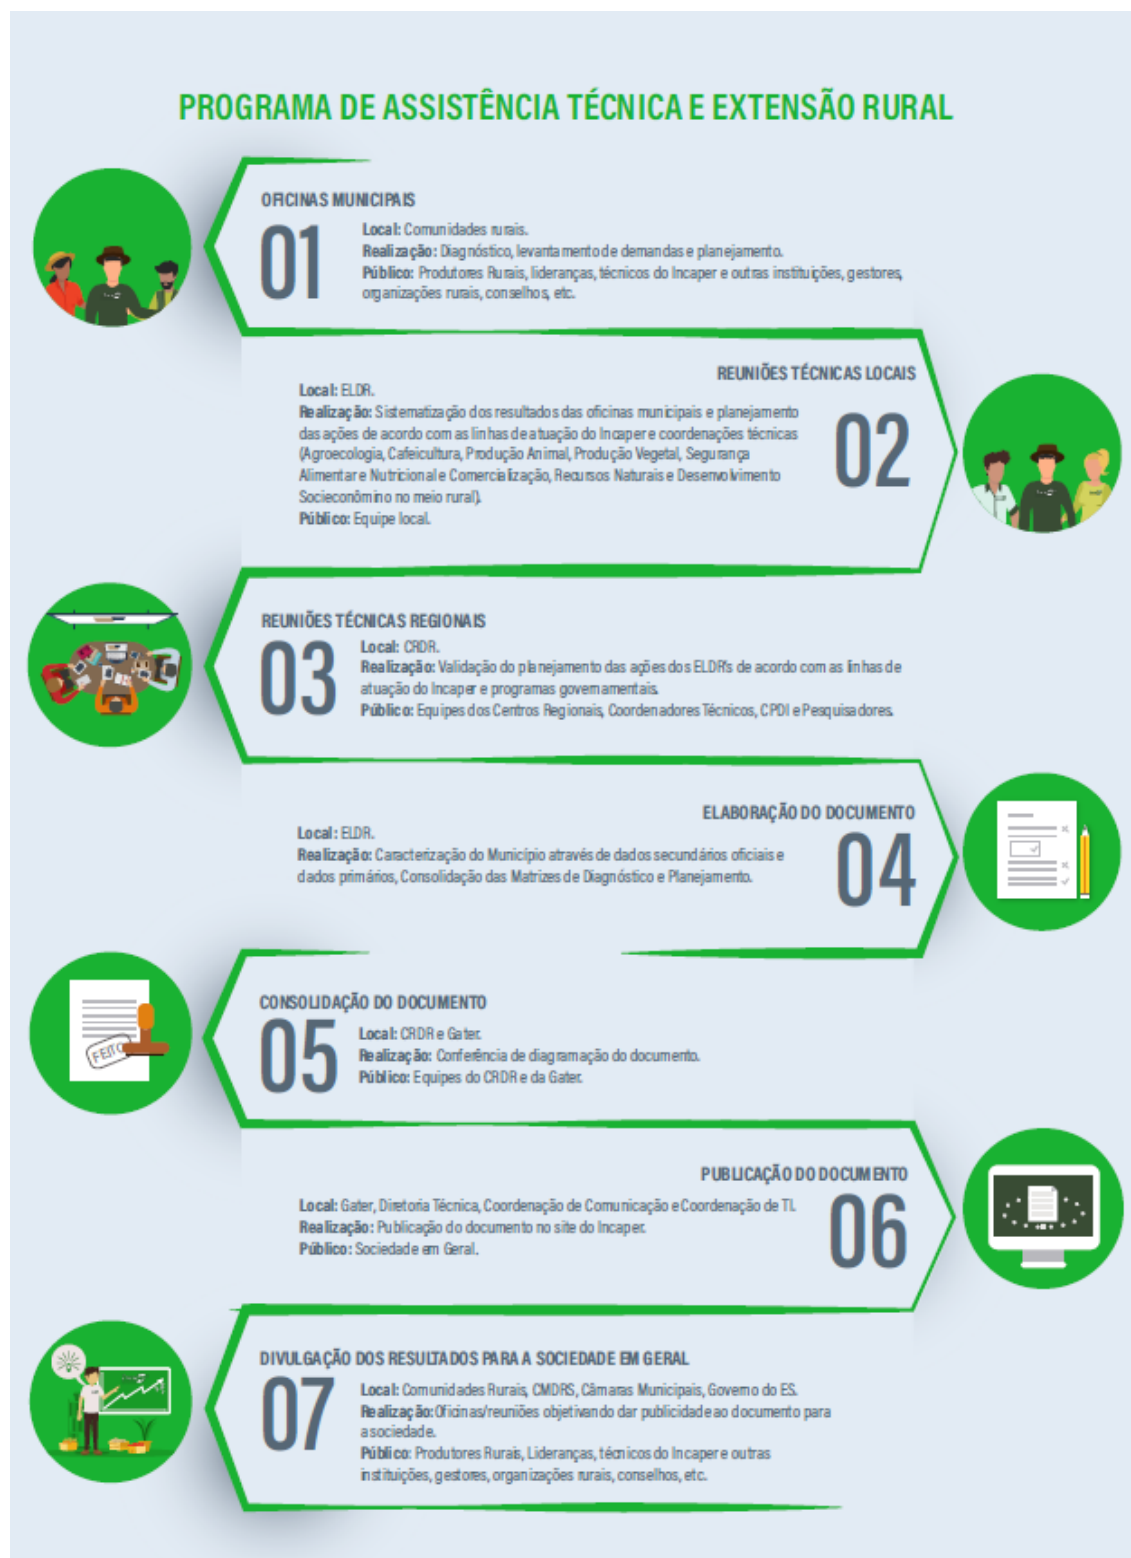 PROGRAMA DE ASSISTÊNCIA TÉCNICA E EXTENSÃO RURAL
OFICINAS MUNICIPAIS
01
Local: Comunidades rurais.
Realização: Diagnóstico, levantamento de demandas e planejamento.
Público: Produtores Rurais, lideranças, técnicos do Incaper e outras instituições, gestores,
organizações rurais, conselhos, etc.
REUNIÕES TÉCNICAS LOCAIS
02
Local: ELDR.
Realização: Sistematização dos resultados das oficinas municipais e planejamento
das ações de acordo com as linhas de atuação do Incaper e coordenações técnicas
(Agroecologia, Cafeicultura, Produção Animal, Produção Vegetal, Segurança
Alimentar e Nutricional e Comercialização, Recursos Naturais e Desenvolvimento
Socieconômino no meio rural).
Público: Equipe local.
REUNIÕES TÉCNICAS REGIONAIS
03
Local: CRDR.
Realização: Validação do planejamento das ações dos ELDR's de acordo com as linhas de
atuação do Incaper e programas governamentais.
Público: Equipes dos Centros Regionais, Coordenadores Técnicos, CPDI e Pesquisadores.
ELABORAÇÃO DO DOCUMENTO
04
Local: ELDR.
Realização: Caracterização do Município através de dados secundários oficiais e
dados primários, Consolidação das Matrizes de Diagnóstico e Planejamento.
FEITO
CONSOLIDAÇÃO DO DOCUMENTO
05
Local: CRDR e Gater.
Realização: Conferência de diagramação do documento.
Público: Equipes do CRDR e da Gater.
PUBLICAÇÃO DO DOCUMENTO
06
Local: Gater, Diretoria Técnica, Coordenação de Comunicação e Coordenação de TI.
Realização: Publicação do documento no site do Incaper.
Público: Sociedade em Geral.
DIVULGAÇÃO DOS RESULTADOS PARA A SOCIEDADE EM GERAL
07
Local: Comunidades Rurais, CMDRS, Câmaras Municipais, Governo do ES.
Realização:Oficinas/reuniões objetivando dar publicidade ao documento para
a sociedade.
Público: Produtores Rurais, Lideranças, técnicos do Incaper e outras
instituições, gestores, organizações rurais, conselhos, etc.